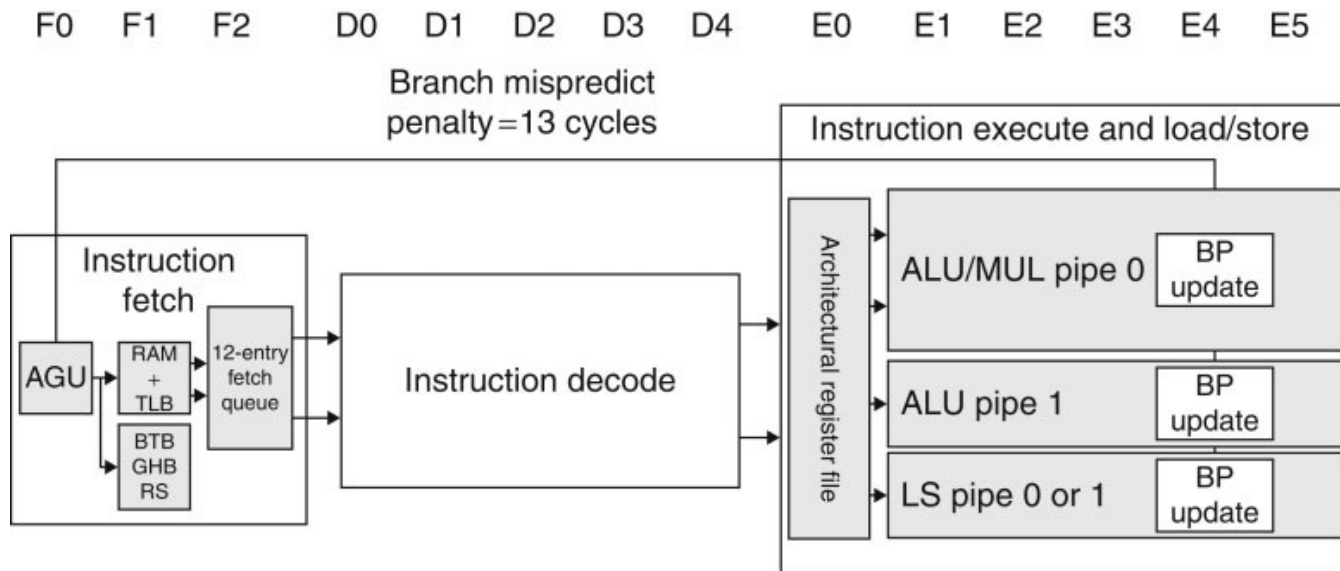 F0 F1 F2 D0 D1 D2 D3 D4 E0 E1 E2 E3 E4 E5
Branch mispredict
penalty=13 cycles
Instruction execute and load/store
Instruction
fetch
AGU
RAM
+
TLB
BTB
GHB
RS
12-entry
fetch
queue
Instruction decode
Architectural register file
ALU/MUL pipe 0
BP
update
ALU pipe 1
BP
update
LS pipe 0 or 1
BP
update